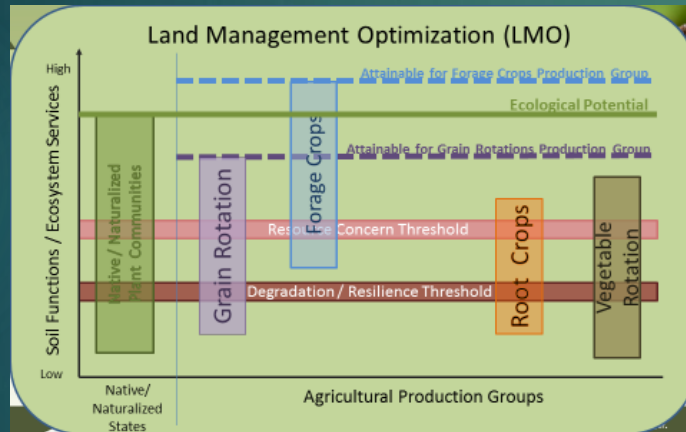 Land Management Optimization (LMO)
High
Attainable for Forage Crops Production Group
Ecological Potential
Attainable for Grain Rotations Production Group
Soil Functions / Ecosystem Services
Native / Naturalized
Plant Communities
Grain Rotation
Forage Crops
Root Crops
Vegetable
Rotation
Resource Concern Threshold
Degradation / Resilience Threshold
Low
Native/
Naturalized
States
Agricultural Production Groups